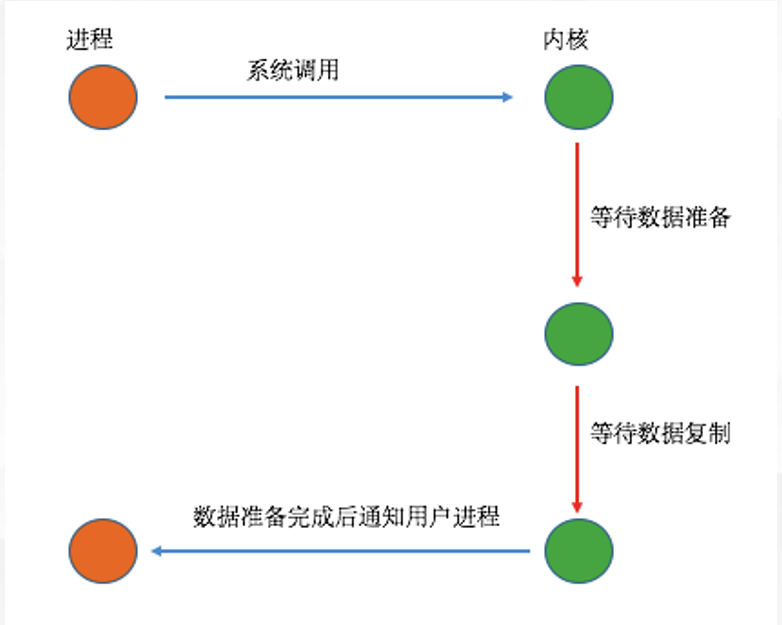 进程
内核
系统调用
等待数据准备
等待数据复制
数据准备完成后通知用户进程